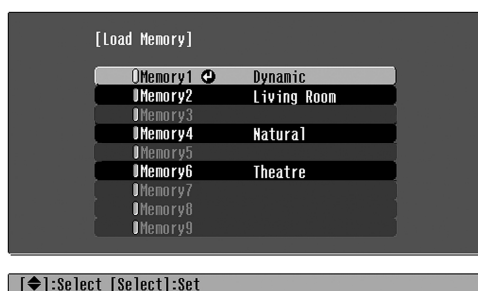 [Load Memory]
Memory1 Dynamic
Memory2 Living Room
Memory3
Memory4 Natural
Memory5
Memory6 Theatre
Memory7
Memory8
Memory9
[◆]:Select [Select]:Set